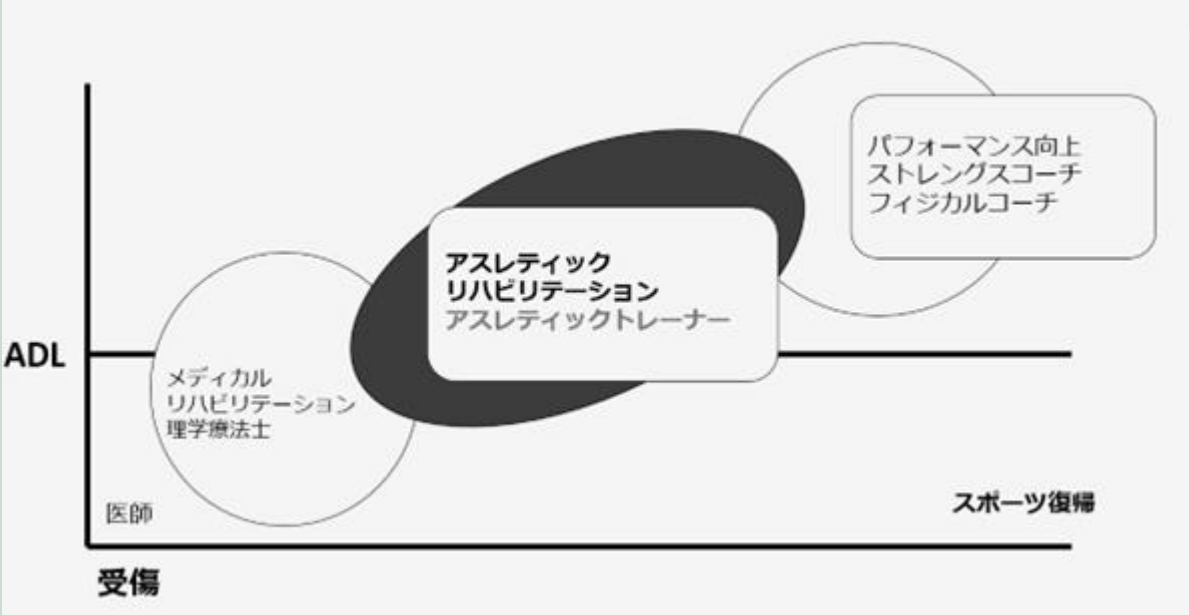 パフォーマンス向上
ストレングスコーチ
フィジカルコーチ
アスレティック
リハビリテーション
アスレティックトレーナー
ADL
メディカル
リハビリテーション
理学療法士
医師
スポーツ復帰
受傷